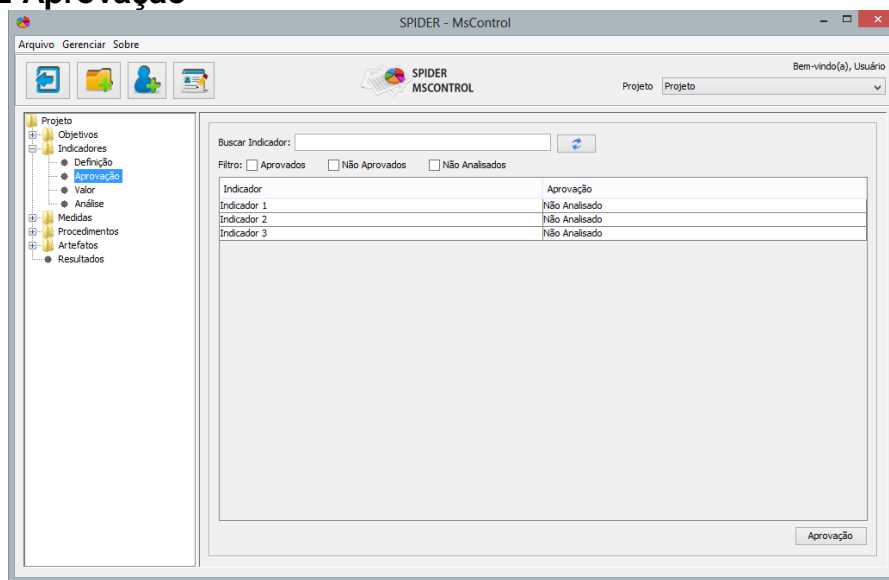 Aprovação
SPIDER - MsControl
Arquivo Gerenciar Sobre
SPIDER
MSCONTROL
Bem-vindo(a), Usuário
Projeto Projeto
Projeto
Objetivos
Indicadores
Definição
Aprovação
Valor
Análise
Medidas
Procedimentos
Artefatos
Resultados
Buscar Indicador:
Filtro: Aprovados Não Aprovados Não Analisados
Indicador Aprovação
Indicador 1 Não Analisado
Indicador 2 Não Analisado
Indicador 3 Não Analisado
Aprovação